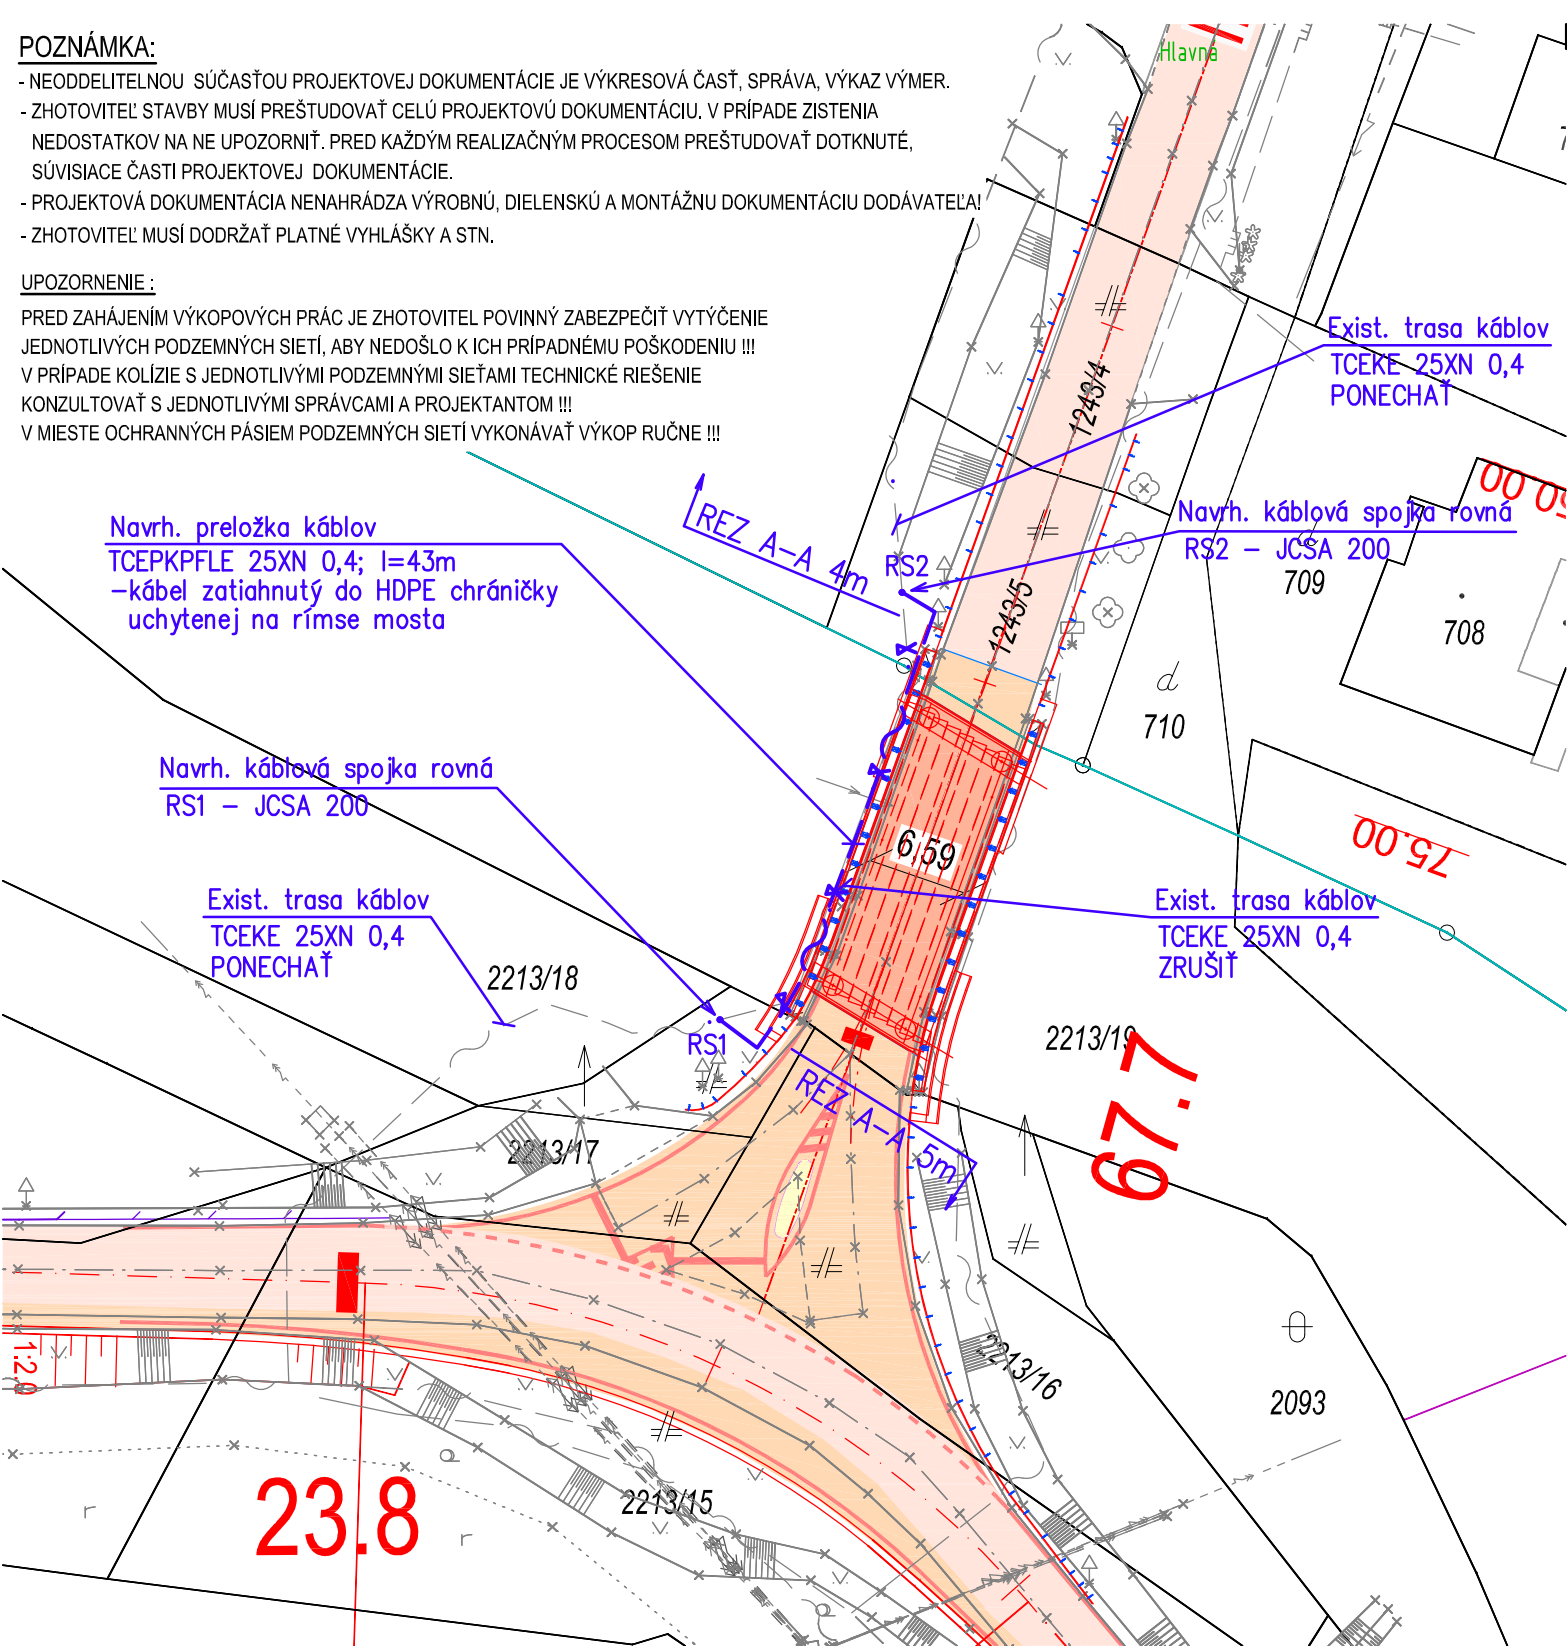 POZNÁMKA:
- NEODDELITELNOU SÚČASŤOU PROJEKTOVEJ DOKUMENTÁCIE JE VÝKRESOVÁ ČASŤ, SPRÁVA, VÝKAZ VÝMER.
- ZHOTOVITEĽ STAVBY MUSÍ PREŠTUDOVAŤ CELÚ PROJEKTOVÚ DOKUMENTÁCIU. V PRÍPADE ZISTENIA
NEDOSTATKOV NA NE UPOZORNIŤ. PRED KAŽDÝM REALIZAČNÝM PROCESOM PREŠTUDOVAŤ DOTKNUTÉ,
SÚVISIACE ČASTI PROJEKTOVEJ DOKUMENTÁCIE.
- PROJEKTOVÁ DOKUMENTÁCIA NENAHRÁDZA VÝROBNÚ, DIELENSKÚ A MONTÁŽNU DOKUMENTÁCIU DODÁVATEĽA!
- ZHOTOVITEĽ MUSÍ DODRŽAŤ PLATNÉ VYHLÁŠKY A STN.
UPOZORNENIE :
PRED ZAHÁJENÍM VÝKOPOVÝCH PRÁC JE ZHOTOVITEL POVINNÝ ZABEZPEČIŤ VYTÝČENIE
JEDNOTLIVÝCH PODZEMNÝCH SIETÍ, ABY NEDOŠLO K ICH PRÍPADNÉMU POŠKODENIU !!!
V PRÍPADE KOLÍZIE S JEDNOTLIVÝMI PODZEMNÝMI SIEŤAMI TECHNICKÉ RIEŠENIE
KONZULTOVAŤ S JEDNOTLIVÝMI SPRÁVCAMI A PROJEKTANTOM !!!
V MIESTE OCHRANNÝCH PÁSIEM PODZEMNÝCH SIETÍ VYKONÁVAŤ VÝKOP RUČNE !!!
Hlavná
Exist. trasa káblov
TCEKE 25XN 0,4
PONECHAŤ
1243/4
Navrh. káblová spojka rovná
RS2 – JCSA 200
709
708
Navrh. preložka káblov
TCEPKPFLE 25XN 0,4; l=43m
–kábel zatiahnutý do HDPE chráničky
uchytenej na rímse mosta
REZ A–A 4m
RS2
1243/5
d
710
Navrh. káblová spojka rovná
RS1 – JCSA 200
6,59
75.00
Exist. trasa káblov
TCEKE 25XN 0,4
PONECHAŤ
Exist. trasa káblov
TCEKE 25XN 0,4
ZRUŠIŤ
2213/18
RS1
2213/19
67.7
REZ A–A 5m
2213/17
1:2.0
2213/16
2093
23.8
2213/15